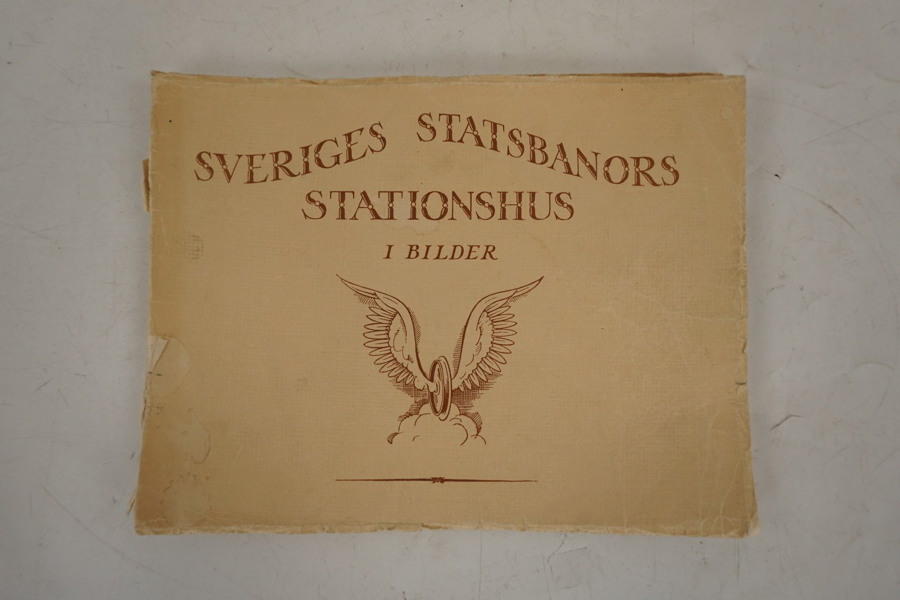 SVERIGES STATSBANORS
STATIONSHUS
I BILDER